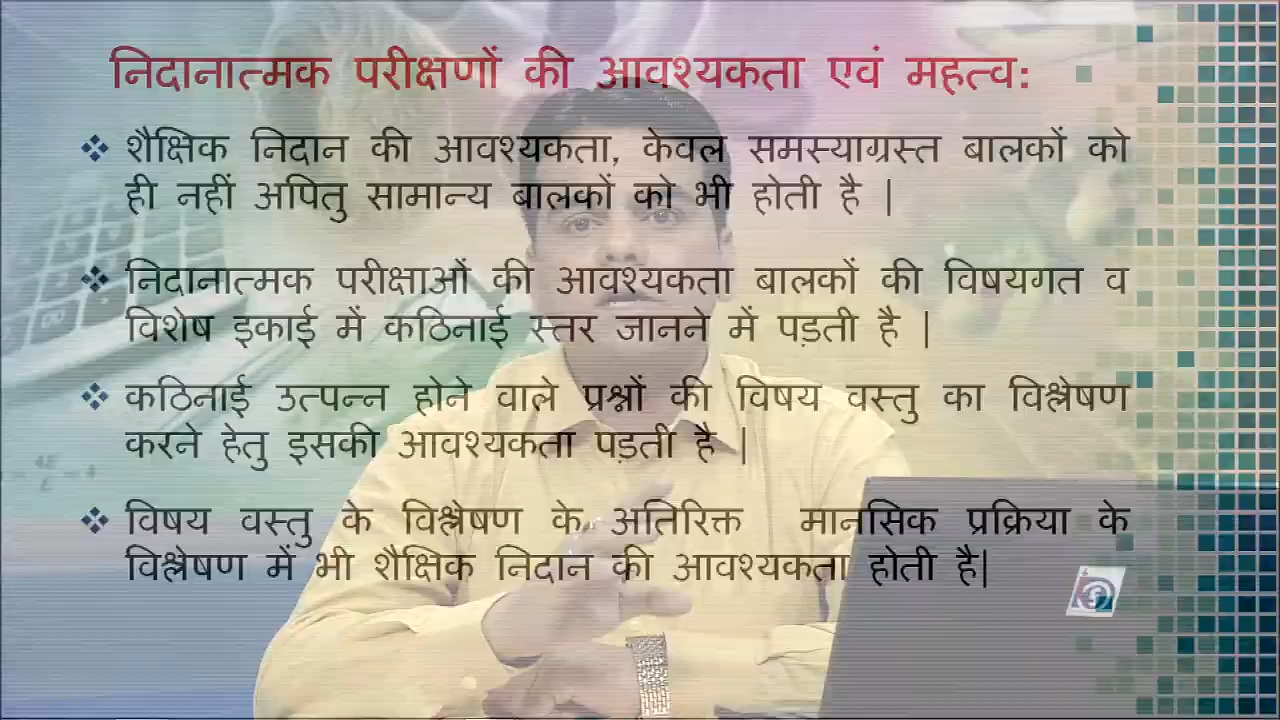 निदानात्मक परीक्षणों की आवश्यकता एवं महत्व:
शैक्षिक निदान की आवश्यकता, केवल समस्याग्रस्त बालकों को
ही नहीं अपितु सामान्य बालकों को भी होती है |
निदानात्मक परीक्षाओं की आवश्यकता बालकों की विषयगत व
विशेष इकाई में कठिनाई स्तर जानने में पड़ती है |
कठिनाई उत्पन्न होने वाले प्रश्नों की विषय वस्तु का विश्लेषण
करने हेतु इसकी आवश्यकता पड़ती है |
विषय वस्तु के विश्लेषण के अतिरिक्त मानसिक प्रक्रिया के
विश्लेषण में भी शैक्षिक निदान की आवश्यकता होती है|